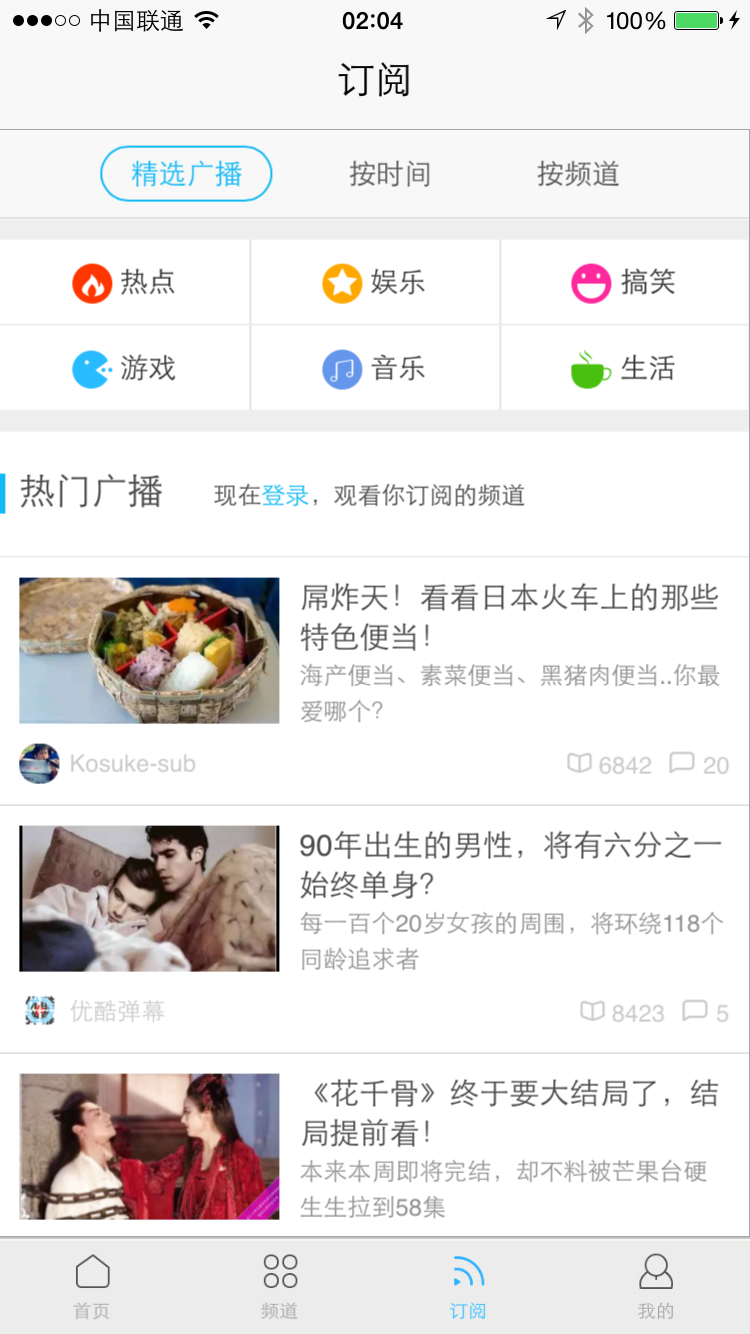 中国联通 02:04 100%
订阅
精选广播 按时间 按频道
热点 娱乐 搞笑
游戏 音乐 生活
热门广播 现在登录，观看你订阅的频道
屌炸天！看看日本火车上的那些
特色便当！
海产便当、素菜便当、黑猪肉便当..你最
爱哪个？
Kosuke-sub 6842 20
90年出生的男性，将有六分之一
始终单身？
每一百个20岁女孩的周围，将环绕118个
同龄追求者
优酷弹幕 8423 5
《花千骨》终于要大结局了，结
局提前看！
本来本周即将完结，却不料被芒果台硬
生生拉到58集
首页 频道 订阅 我的